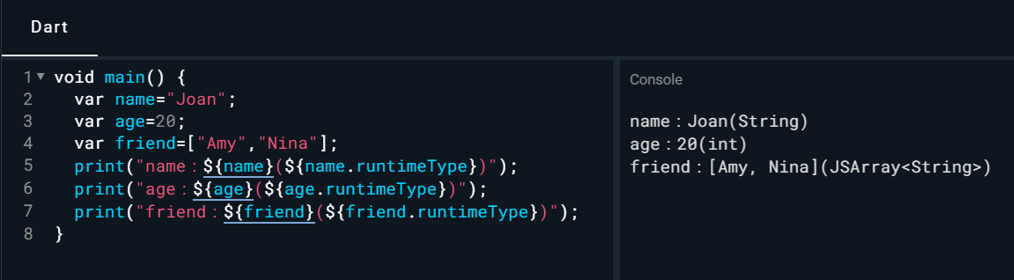 Dart
1 void main() {
2 var name="Joan";
3 var age=20;
4 var friend=["Amy","Nina"];
5 print("name：${name}(${name.runtimeType})");
6 print("age：${age}(${age.runtimeType})");
7 print("friend：${friend}(${friend.runtimeType})");
8 }
Console
name：Joan(String)
age：20(int)
friend：[Amy, Nina](JSArray<String>)